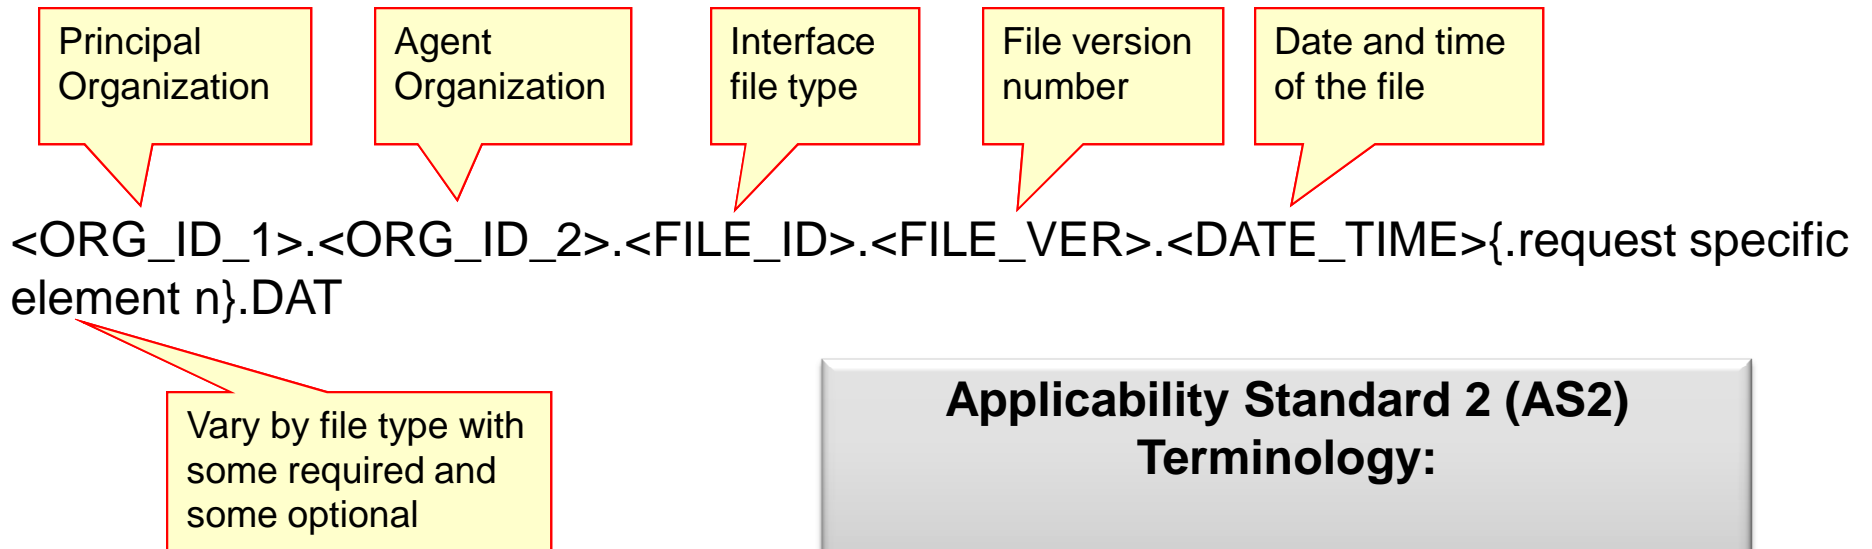 Principal
Organization
Agent
Organization
Interface
file type
File version
number
Date and time
of the file
<ORG_ID_1>.<ORG_ID_2>.<FILE_ID>.<FILE_VER>.<DATE_TIME>{.request specific
element n}.DAT
Vary by file type with
some required and
some optional
Applicability Standard 2 (AS2)
Terminology: